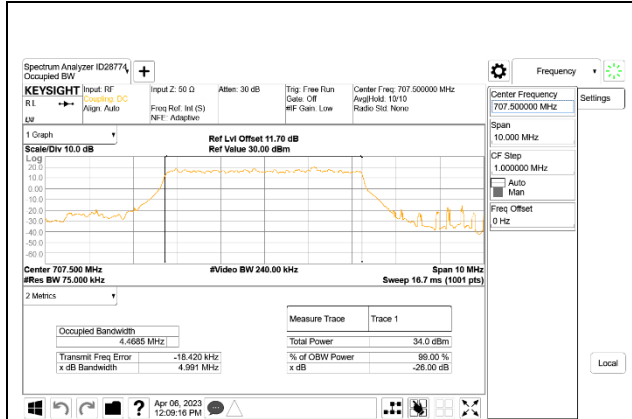 Spectrum Analyzer ID28774
Occupied BW
Frequency
KEYSIGHT
Input: RF
Input Z: 50 Ω
Atten: 30 dB
Trig: Free Run
Center Freq: 707.500000 MHz
RL
Coupling: DC
Gate: Off
Avg|Hold: 10/10
Align: Auto
Freq Ref: Int (S)
#IF Gain: Low
Radio Std: None
NFE: Adaptive
1 Graph
Ref Lvl Offset 11.70 dB
Scale/Div 10.0 dB
Ref Value 30.00 dBm
Log
20.0
10.0
0.00
-10.0
-20.0
-30.0
-40.0
-50.0
-60.0
Center 707.500 MHz
#Video BW 240.00 kHz
Span 10 MHz
#Res BW 75.000 kHz
Sweep 16.7 ms (1001 pts)
2 Metrics
Occupied Bandwidth
4.4685 MHz
Transmit Freq Error -18.420 kHz
x dB Bandwidth 4.991 MHz
Measure Trace Trace 1
Total Power 34.0 dBm
% of OBW Power 99.00 %
x dB -26.00 dB
Center Frequency
707.500000 MHz
Settings
Span
10.000 MHz
CF Step
1.000000 MHz
Auto
Man
Freq Offset
0 Hz
Local
Apr 06, 2023
12:09:16 PM